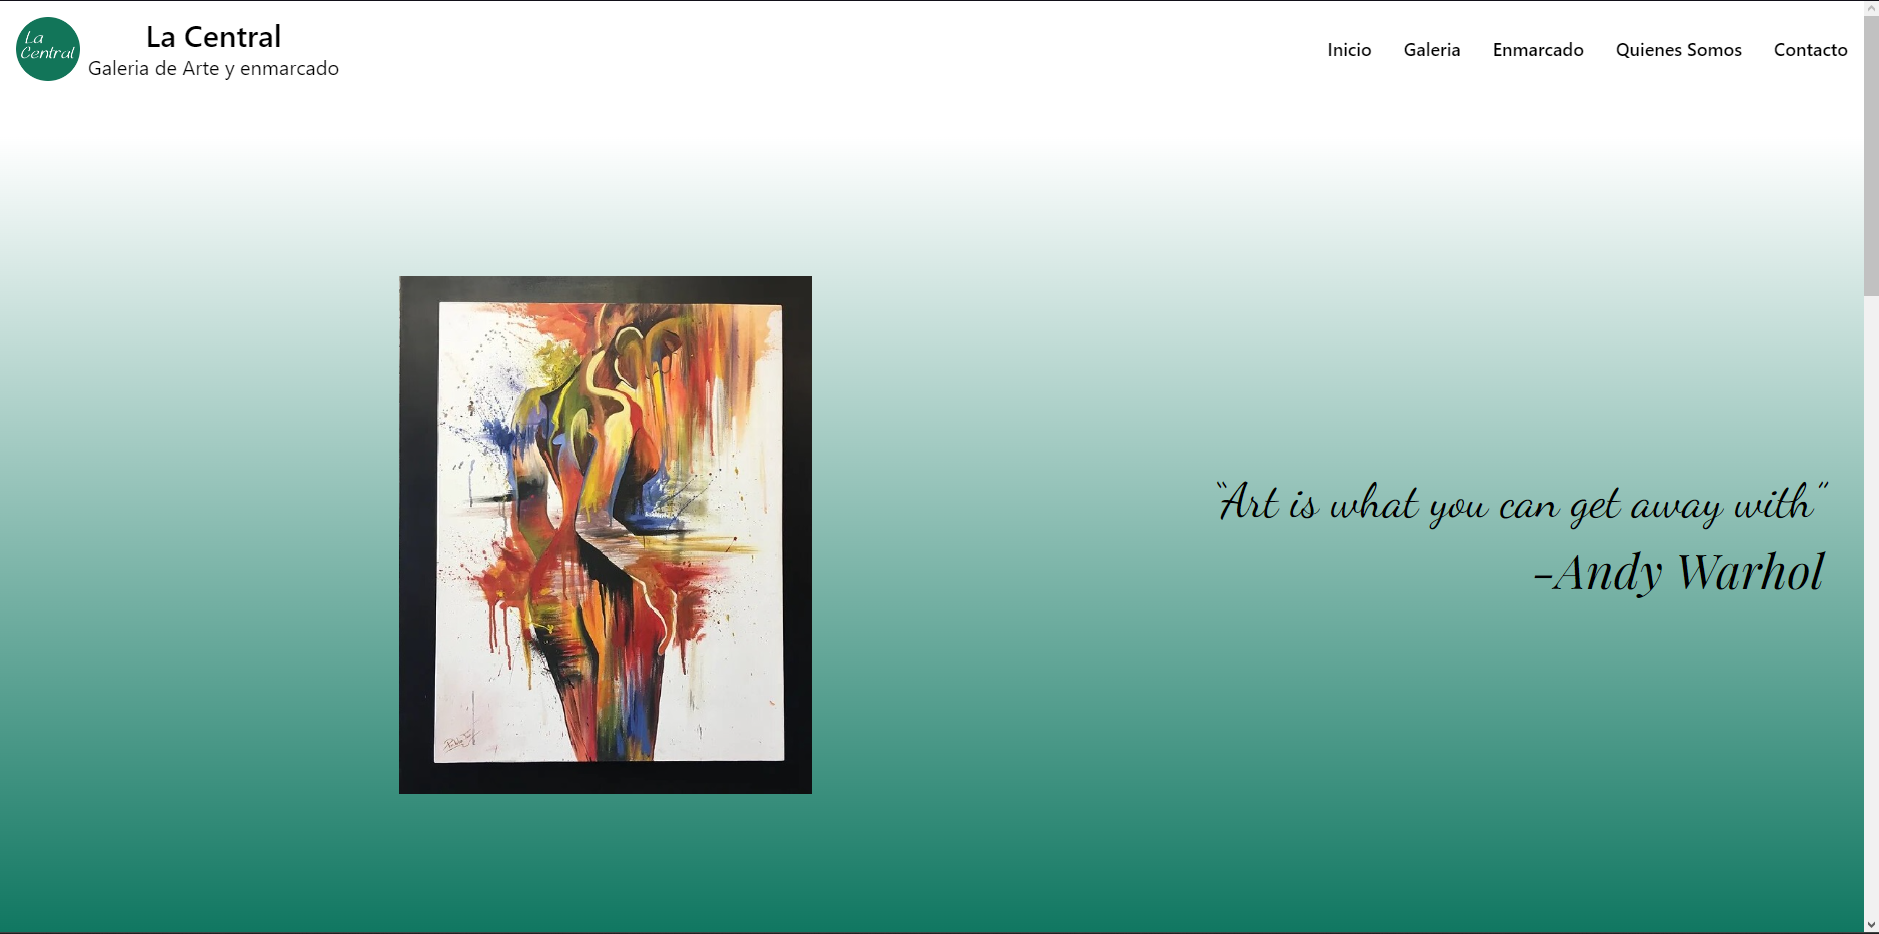 La
Central
La Central
Galeria de Arte y enmarcado
Inicio Galeria Enmarcado Quienes Somos Contacto
“Art is what you can get away with”
-Andy Warhol